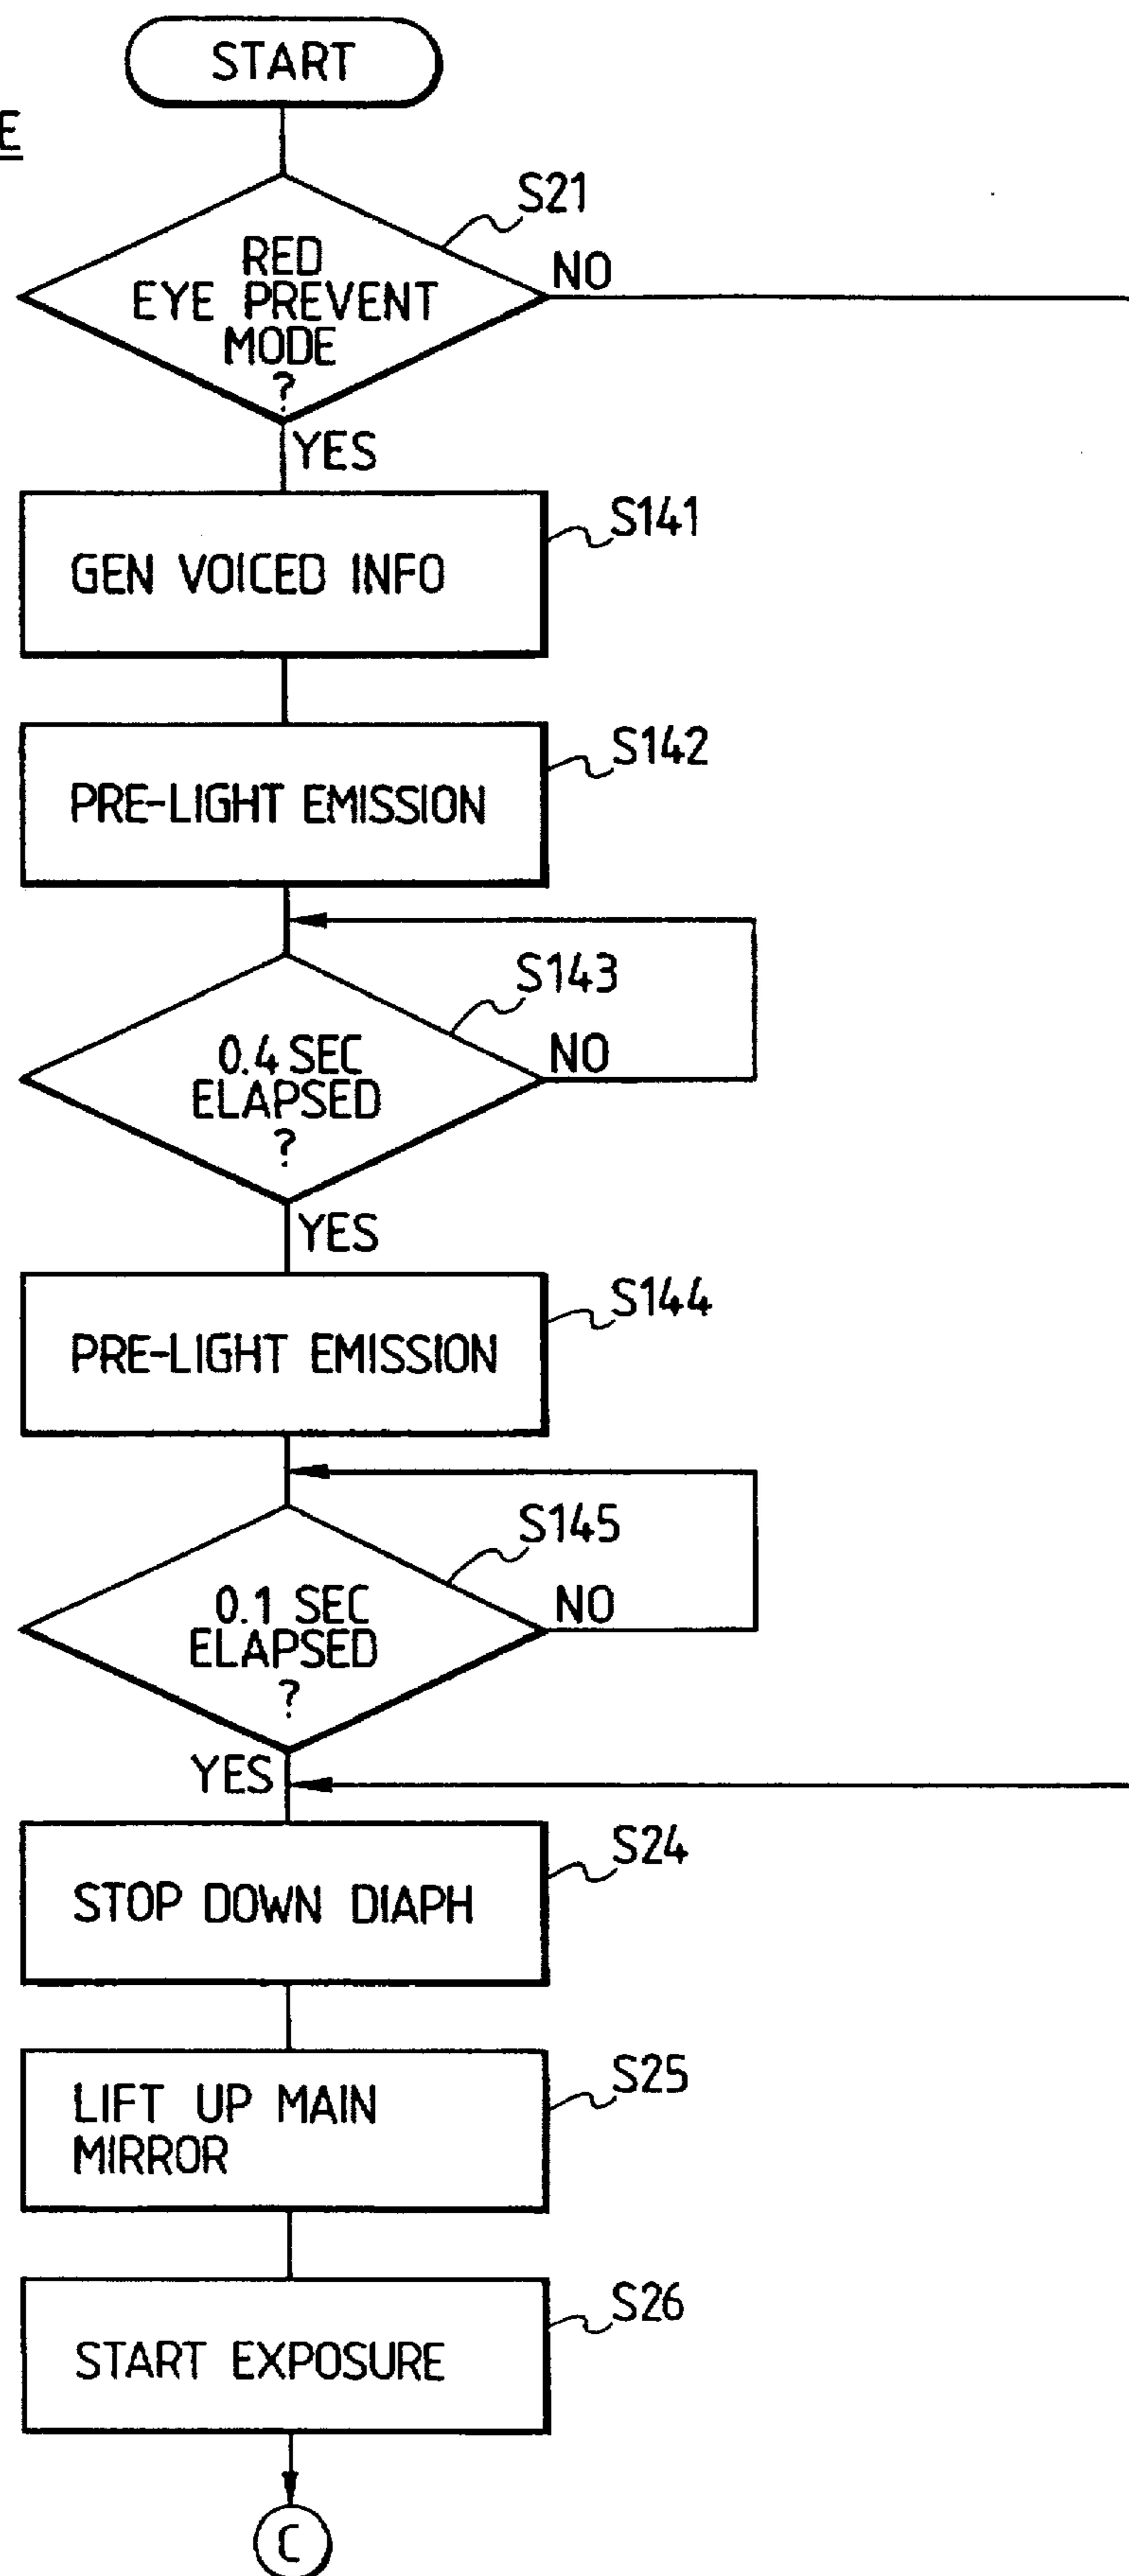 START
E
S21
RED
EYE PREVENT
MODE
?
NO
YES
S141
GEN VOICED INFO
S142
PRE-LIGHT EMISSION
S143
0.4 SEC
ELAPSED
?
NO
YES
S144
PRE-LIGHT EMISSION
S145
0.1 SEC
ELAPSED
?
NO
YES
S24
STOP DOWN DIAPH
S25
LIFT UP MAIN
MIRROR
S26
START EXPOSURE
C